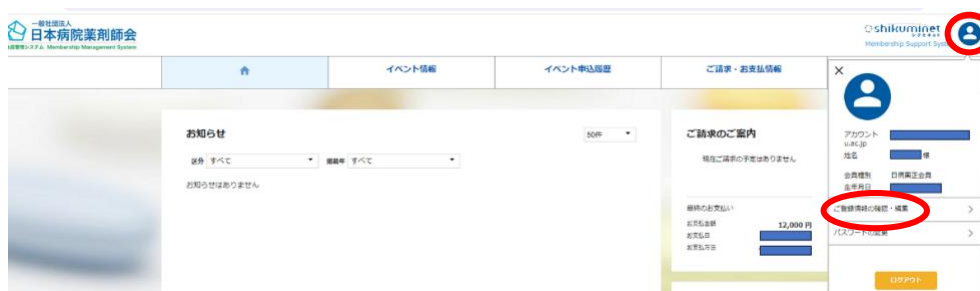 一般社団法人
日本病院薬剤師会
会員管理システム Membership Management System
shikuminet
シクミネット
Membership Support Syst
イベント情報
イベント申込履歴
ご請求・お支払情報
お知らせ
50件
区分 すべて
掲載年 すべて
お知らせはありません
ご請求のご案内
現在ご請求の予定はありません
最終のお支払い
お支払金額 12,000 円
お支払日
お支払方法
アカウント
u.ac.jp
姓名 様
会員種別 日病薬正会員
生年月日
ご登録情報の確認・編集
パスワードの変更
ログアウト